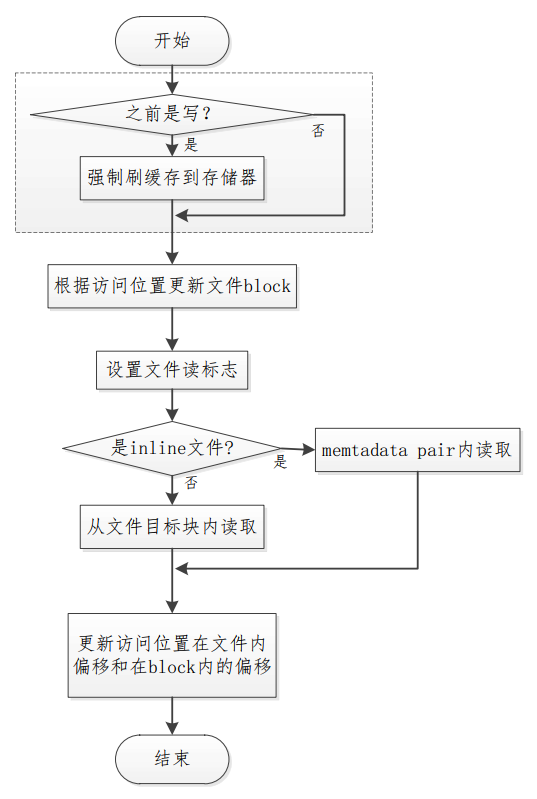 开始
之前是写？
否
是
强制刷缓存到存储器
根据访问位置更新文件block
设置文件读标志
是inline文件?
是
memtadata pair内读取
否
从文件目标块内读取
更新访问位置在文件内
偏移和在block内的偏移
结束